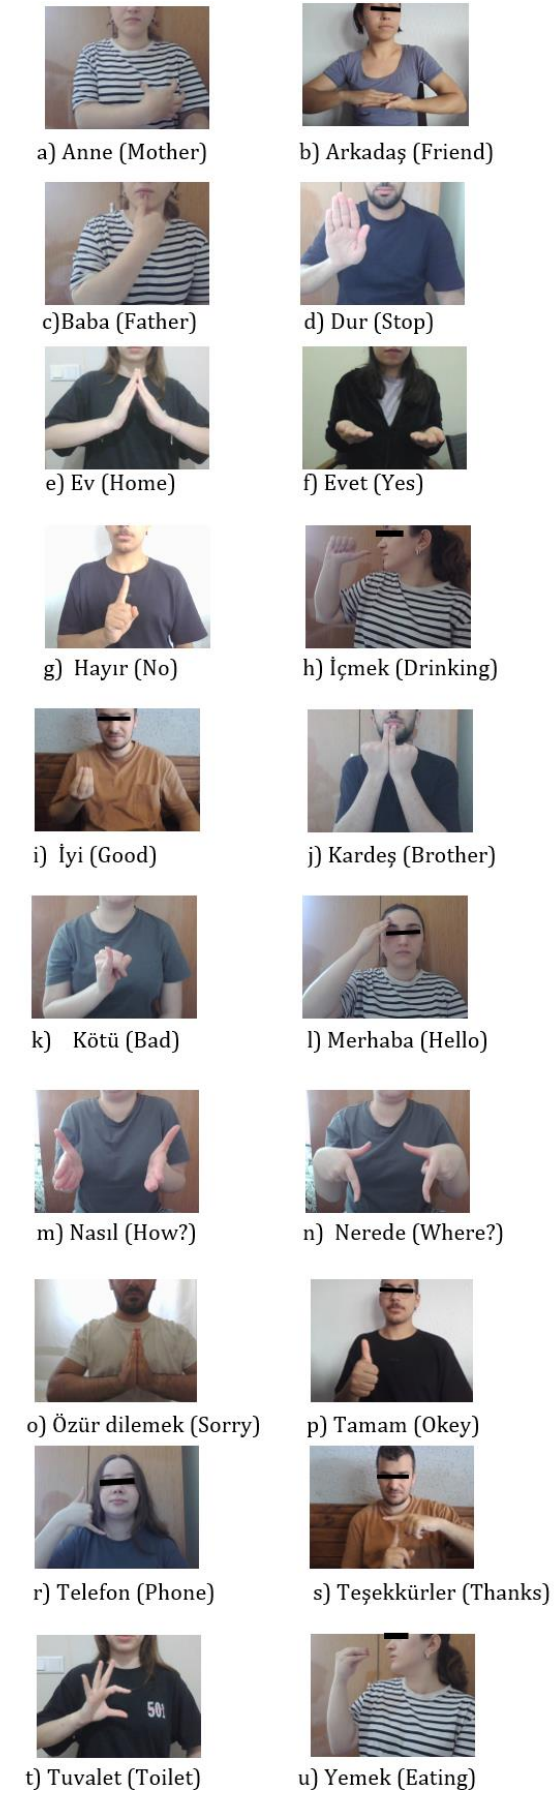 a) Anne (Mother)
b) Arkadaş (Friend)
c)Baba (Father)
d) Dur (Stop)
e) Ev (Home)
f) Evet (Yes)
g) Hayır (No)
h) İçmek (Drinking)
i) İyi (Good)
j) Kardeş (Brother)
k) Kötü (Bad)
l) Merhaba (Hello)
m) Nasıl (How?)
n) Nerede (Where?)
o) Özür dilemek (Sorry)
p) Tamam (Okey)
r) Telefon (Phone)
s) Teşekkürler (Thanks)
501
t) Tuvalet (Toilet)
u) Yemek (Eating)